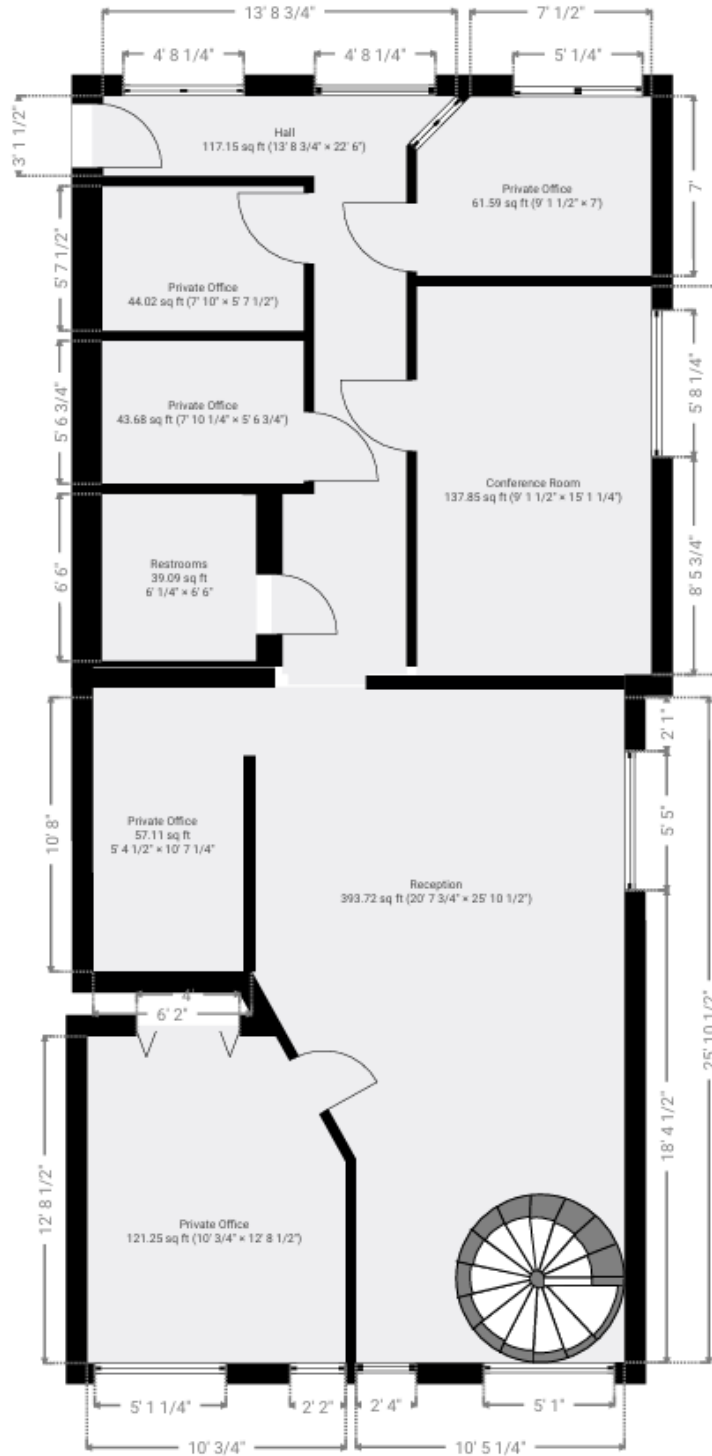 13' 8 3/4"
7' 1/2"
4' 8 1/4"
4' 8 1/4"
5' 1/4"
3' 1 1/2"
Hall
117.15 sq ft (13' 8 3/4" × 22' 6")
Private Office
61.59 sq ft (9' 1 1/2" × 7')
7'
5' 7 1/2"
Private Office
44.02 sq ft (7' 10" × 5' 7 1/2")
5' 8 1/4"
5' 6 3/4"
Private Office
43.68 sq ft (7' 10 1/4" × 5' 6 3/4")
Conference Room
137.85 sq ft (9' 1 1/2" × 15' 1 1/4")
6' 6"
Restrooms
39.09 sq ft
6' 1/4" × 6' 6"
8' 5 3/4"
2' 1"
10' 8"
Private Office
57.11 sq ft
5' 4 1/2" × 10' 7 1/4"
5' 5"
Reception
393.72 sq ft (20' 7 3/4" × 25' 10 1/2")
4'
6' 2"
25' 10 1/2"
18' 4 1/2"
12' 8 1/2"
Private Office
121.25 sq ft (10' 3/4" × 12' 8 1/2")
5' 1 1/4"
2' 2"
2' 4"
5' 1"
10' 3/4"
10' 5 1/4"